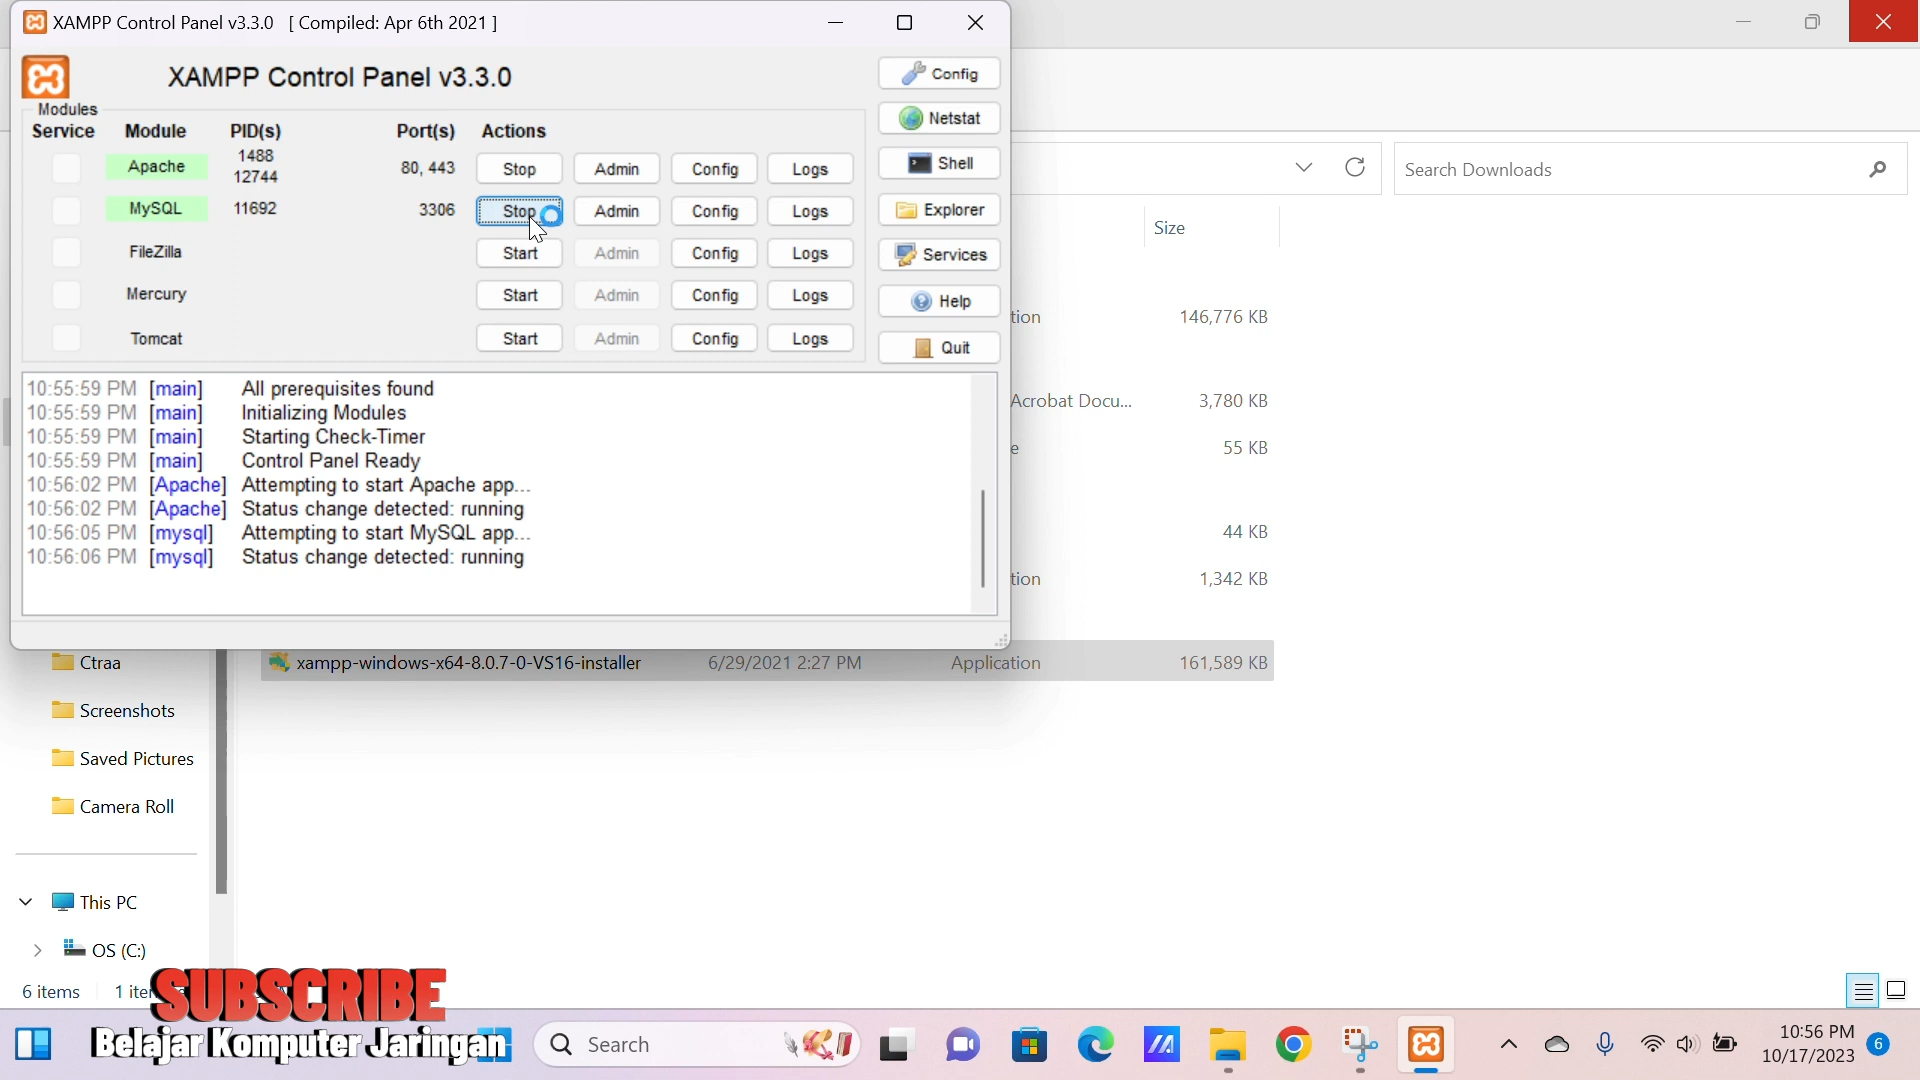 XAMPP Control Panel v3.3.0 [ Compiled: Apr 6th 2021 ]
XAMPP Control Panel v3.3.0
Modules
Service Module PID(s) Port(s) Actions
Apache 1488 12744 80, 443 Stop Admin Config Logs
MySQL 11692 3306 Stop Admin Config Logs
FileZilla Start Admin Config Logs
Mercury Start Admin Config Logs
Tomcat Start Admin Config Logs
Config
Netstat
Shell
Explorer
Services
Help
Quit
10:55:59 PM [main] All prerequisites found
10:55:59 PM [main] Initializing Modules
10:55:59 PM [main] Starting Check-Timer
10:55:59 PM [main] Control Panel Ready
10:56:02 PM [Apache] Attempting to start Apache app...
10:56:02 PM [Apache] Status change detected: running
10:56:05 PM [mysql] Attempting to start MySQL app...
10:56:06 PM [mysql] Status change detected: running
Search Downloads
Size
tion 146,776 KB
Acrobat Docu... 3,780 KB
e 55 KB
44 KB
tion 1,342 KB
xampp-windows-x64-8.0.7-0-VS16-installer 6/29/2021 2:27 PM Application 161,589 KB
Ctraa
Screenshots
Saved Pictures
Camera Roll
This PC
OS (C:)
6 items 1 ite
SUBSCRIBE
Belajar Komputer Jaringan
Search
10:56 PM
10/17/2023
6